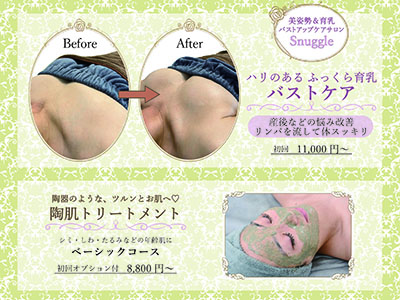 美姿勢＆育乳
バストアップケアサロン
Snuggle
Before
After
ハリのある ふっくら育乳
バストケア
産後などの悩み改善
リンパを流して体スッキリ
初回 11,000 円～
陶器のような、ツルンとお肌へ♡
陶肌トリートメント
シミ・しわ・たるみなどの年齢肌に
ベーシックコース
初回オプション付 8,800 円～